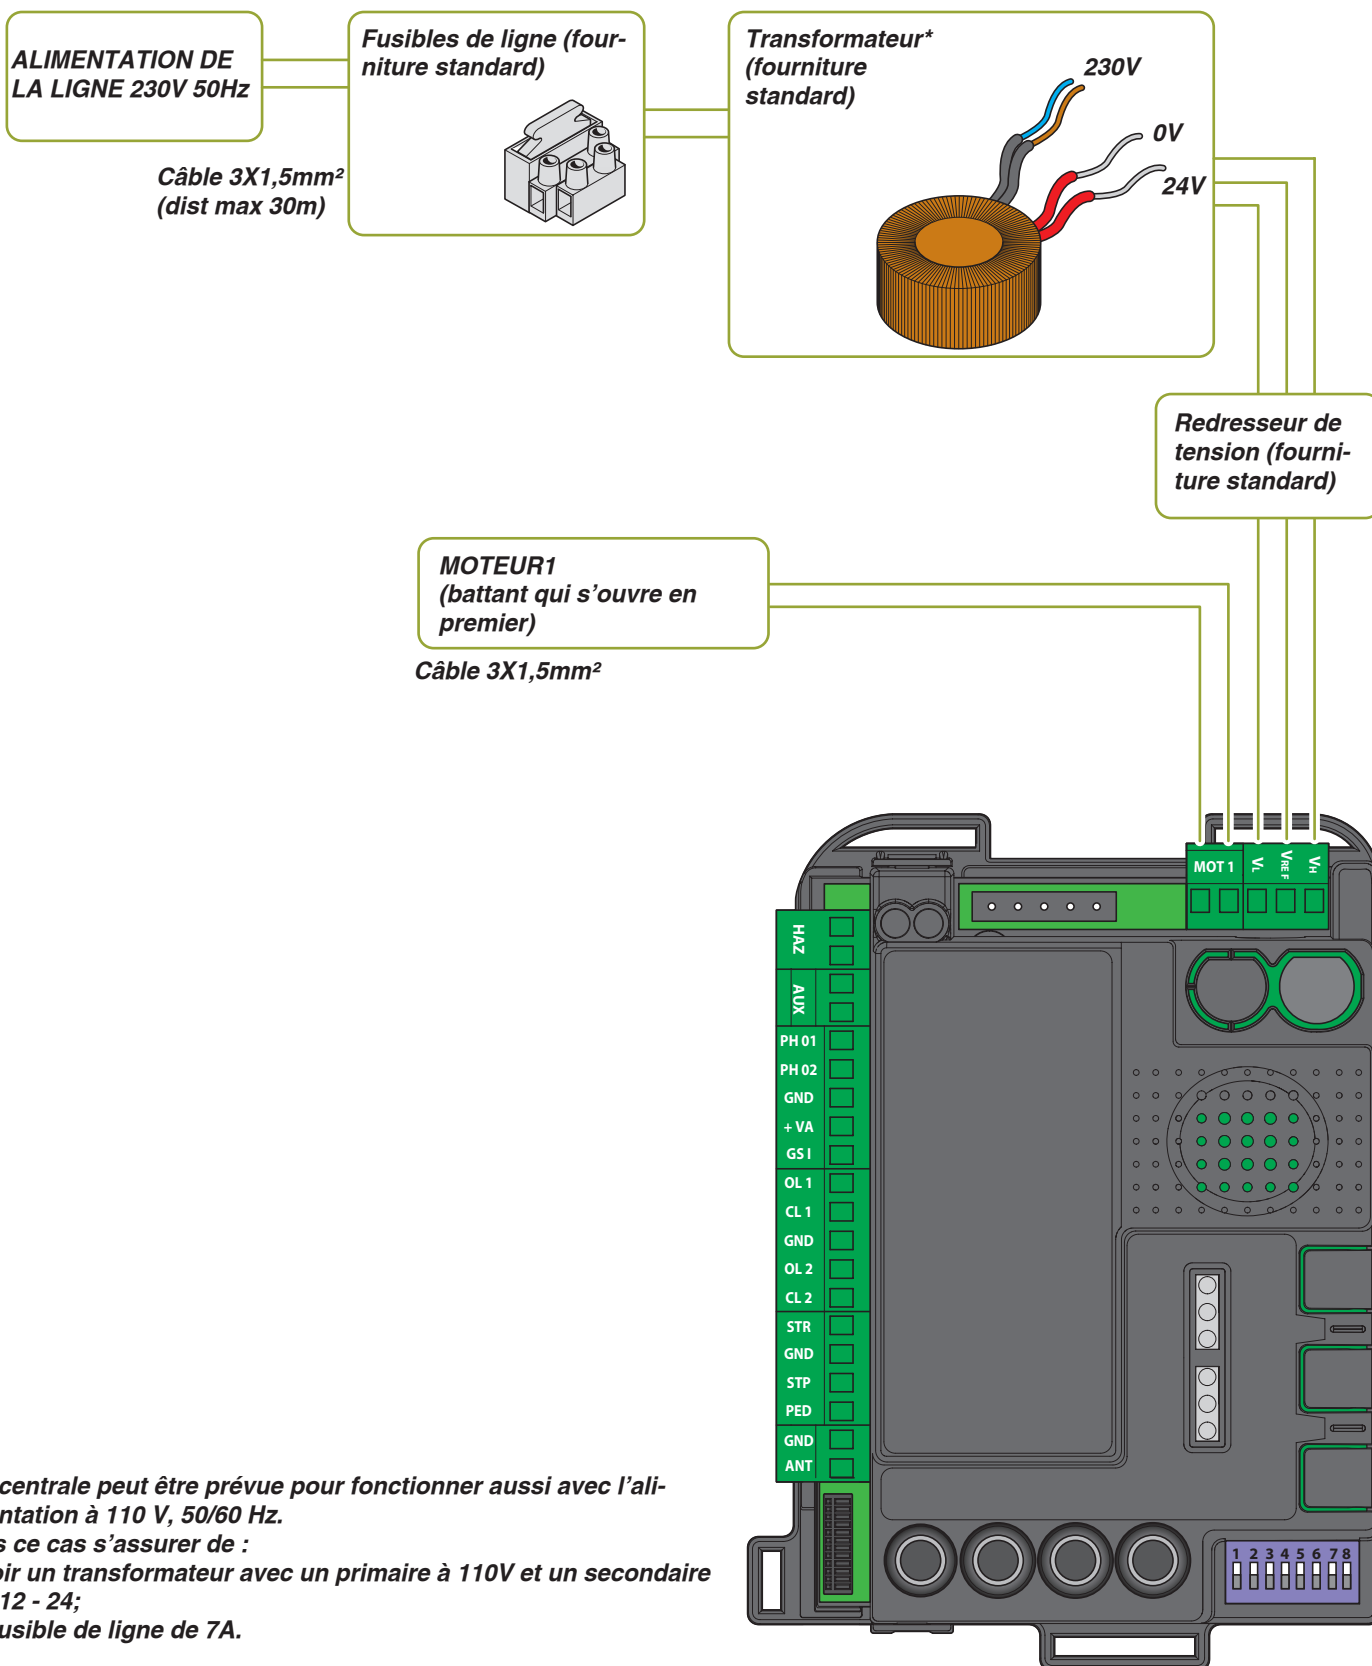 ALIMENTATION DE
LA LIGNE 230V 50Hz
Fusibles de ligne (four-
niture standard)
Transformateur*
(fourniture
standard)
230V
0V
24V
Câble 3X1,5mm²
(dist max 30m)
Redresseur de
tension (fourni-
ture standard)
MOTEUR1
(battant qui s’ouvre en
premier)
Câble 3X1,5mm²
MOT 1
VL
VRE F
VH
HAZ
AUX
PH 01
PH 02
GND
+ VA
GS I
OL 1
CL 1
GND
OL 2
CL 2
STR
GND
STP
PED
GND
ANT
1 2 3 4 5 6 7 8
centrale peut être prévue pour fonctionner aussi avec l’ali-
ntation à 110 V, 50/60 Hz.
s ce cas s’assurer de :
oir un transformateur avec un primaire à 110V et un secondaire
12 - 24;
usible de ligne de 7A.